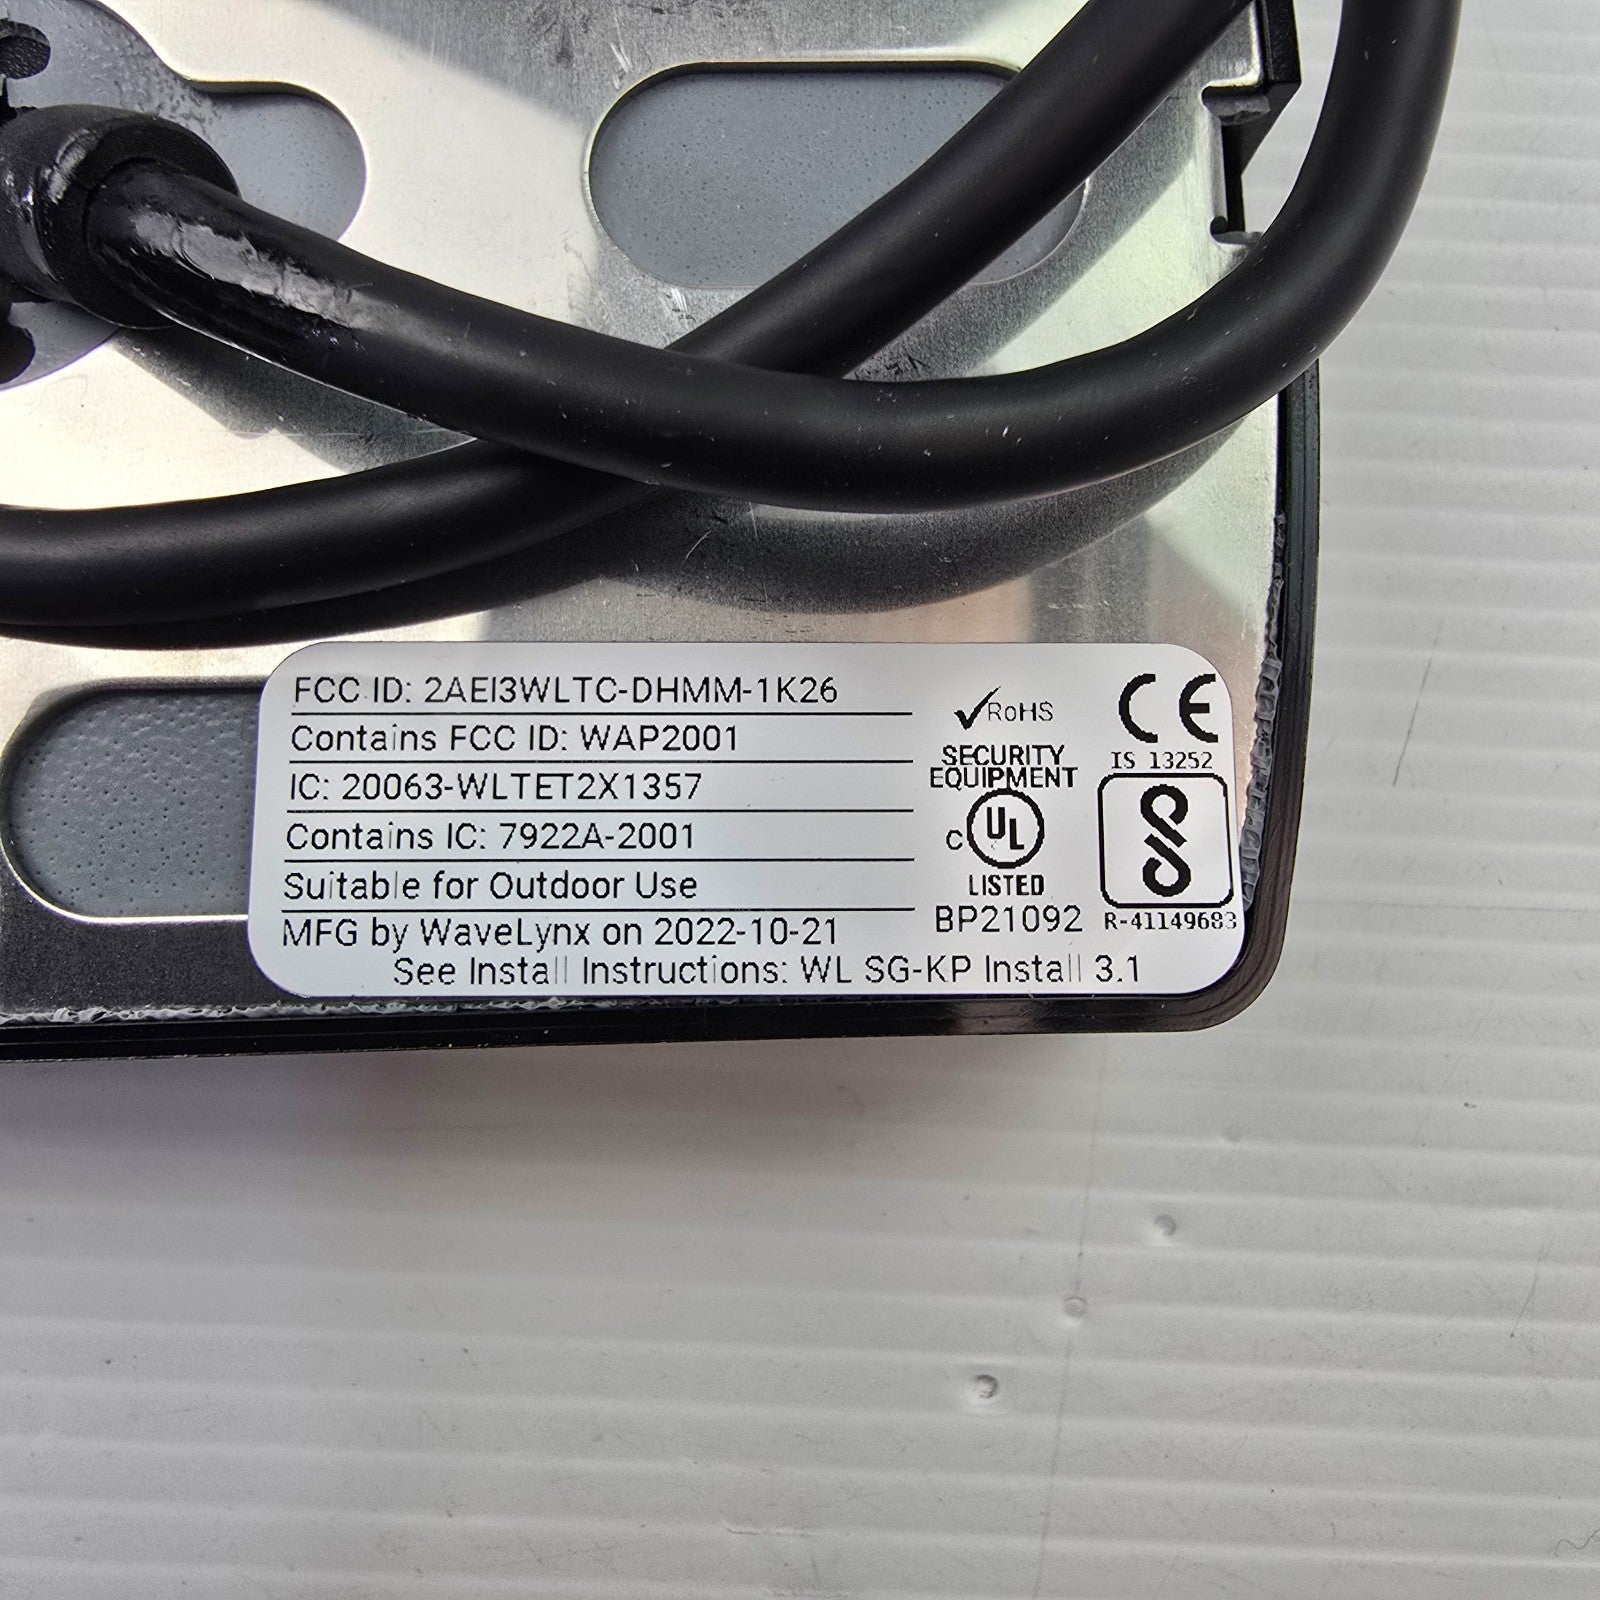 FCC ID: 2AEI3WLTC-DHMM-1K26
Contains FCC ID: WAP2001
IC: 20063-WLTET2X1357
Contains IC: 7922A-2001
Suitable for Outdoor Use
MFG by WaveLynx on 2022-10-21
See Install Instructions: WL SG-KP Install 3.1
RoHS
SECURITY
EQUIPMENT
C UL
LISTED
BP21092
CE
IS 13252
R-41149683